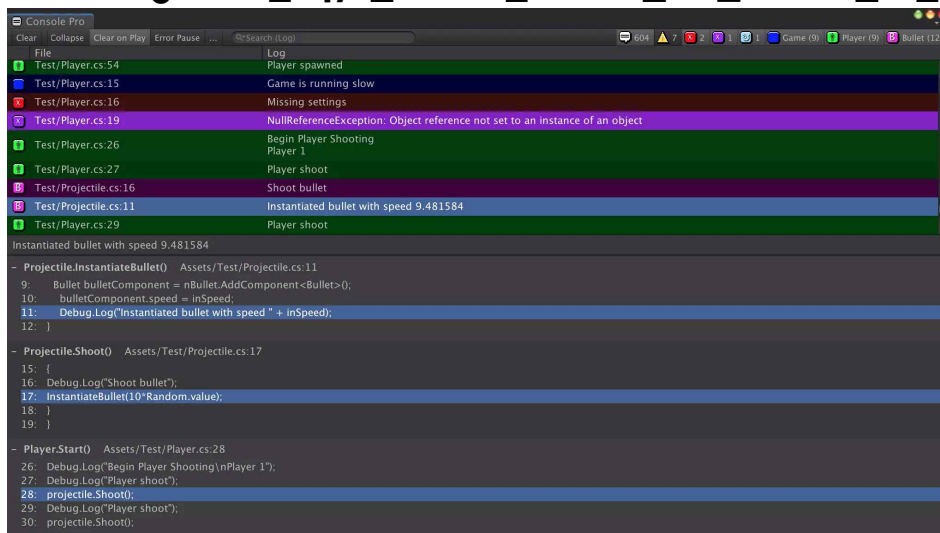 Console Pro
Clear Collapse Clear on Play Error Pause ... Search (Log) 604 7 2 1 1 Game (9) Player (9) Bullet (12
File Log
Test/Player.cs:54 Player spawned
Test/Player.cs:15 Game is running slow
Test/Player.cs:16 Missing settings
Test/Player.cs:19 NullReferenceException: Object reference not set to an instance of an object
Test/Player.cs:26 Begin Player Shooting
Player 1
Test/Player.cs:27 Player shoot
Test/Projectile.cs:16 Shoot bullet
Test/Projectile.cs:11 Instantiated bullet with speed 9.481584
Test/Player.cs:29 Player shoot
Instantiated bullet with speed 9.481584
- Projectile.InstantiateBullet() Assets/Test/Projectile.cs:11
9: Bullet bulletComponent = nBullet.AddComponent<Bullet>();
10: bulletComponent.speed = inSpeed;
11: Debug.Log("Instantiated bullet with speed " + inSpeed);
12: }
- Projectile.Shoot() Assets/Test/Projectile.cs:17
15: {
16: Debug.Log("Shoot bullet");
17: InstantiateBullet(10*Random.value);
18: }
19: }
- Player.Start() Assets/Test/Player.cs:28
26: Debug.Log("Begin Player Shooting\nPlayer 1");
27: Debug.Log("Player shoot");
28: projectile.Shoot();
29: Debug.Log("Player shoot");
30: projectile.Shoot();